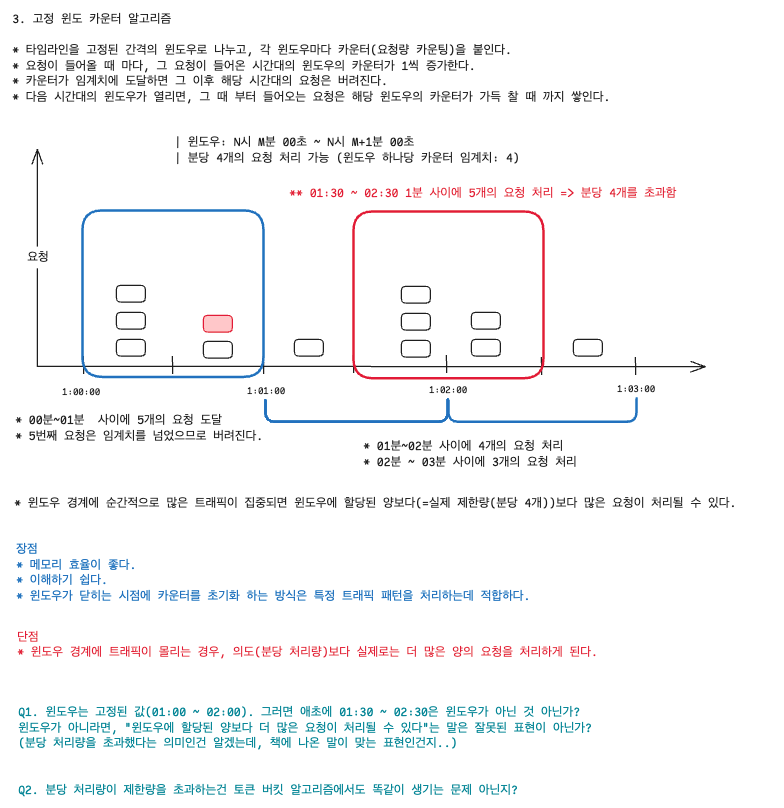 3. 고정 윈도 카운터 알고리즘
* 타임라인을 고정된 간격의 윈도우로 나누고, 각 윈도우마다 카운터(요청량 카운팅)을 붙인다.
* 요청이 들어올 때 마다, 그 요청이 들어온 시간대의 윈도우의 카운터가 1씩 증가한다.
* 카운터가 임계치에 도달하면 그 이후 해당 시간대의 요청은 버려진다.
* 다음 시간대의 윈도우가 열리면, 그 때 부터 들어오는 요청은 해당 윈도우의 카운터가 가득 찰 때 까지 쌓인다.
| 윈도우: N시 M분 00초 ~ N시 M+1분 00초
| 분당 4개의 요청 처리 가능 (윈도우 하나당 카운터 임계치: 4)
** 01:30 ~ 02:30 1분 사이에 5개의 요청 처리 => 분당 4개를 초과함
요청
1:00:00
1:01:00
1:02:00
1:03:00
* 00분~01분  사이에 5개의 요청 도달
* 5번째 요청은 임계치를 넘었으므로 버려진다.
* 01분~02분 사이에 4개의 요청 처리
* 02분 ~ 03분 사이에 3개의 요청 처리
* 윈도우 경계에 순간적으로 많은 트래픽이 집중되면 윈도우에 할당된 양보다(=실제 제한량(분당 4개))보다 많은 요청이 처리될 수 있다.
장점
* 메모리 효율이 좋다.
* 이해하기 쉽다.
* 윈도우가 닫히는 시점에 카운터를 초기화 하는 방식은 특정 트래픽 패턴을 처리하는데 적합하다.
단점
* 윈도우 경계에 트래픽이 몰리는 경우, 의도(분당 처리량)보다 실제로는 더 많은 양의 요청을 처리하게 된다.
Q1. 윈도우는 고정된 값(01:00 ~ 02:00). 그러면 애초에 01:30 ~ 02:30은 윈도우가 아닌 것 아닌가?
윈도우가 아니라면, "윈도우에 할당된 양보다 더 많은 요청이 처리될 수 있다"는 말은 잘못된 표현이 아닌가?
(분당 처리량을 초과했다는 의미인건 알겠는데, 책에 나온 말이 맞는 표현인건지..)
Q2. 분당 처리량이 제한량을 초과하는건 토큰 버킷 알고리즘에서도 똑같이 생기는 문제 아닌지?